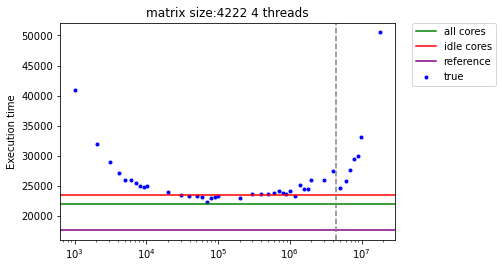 matrix size:4222 4 threads
50000
45000
40000
35000
30000
25000
20000
Execution time
10³
10⁴
10⁵
10⁶
10⁷
all cores
idle cores
reference
true